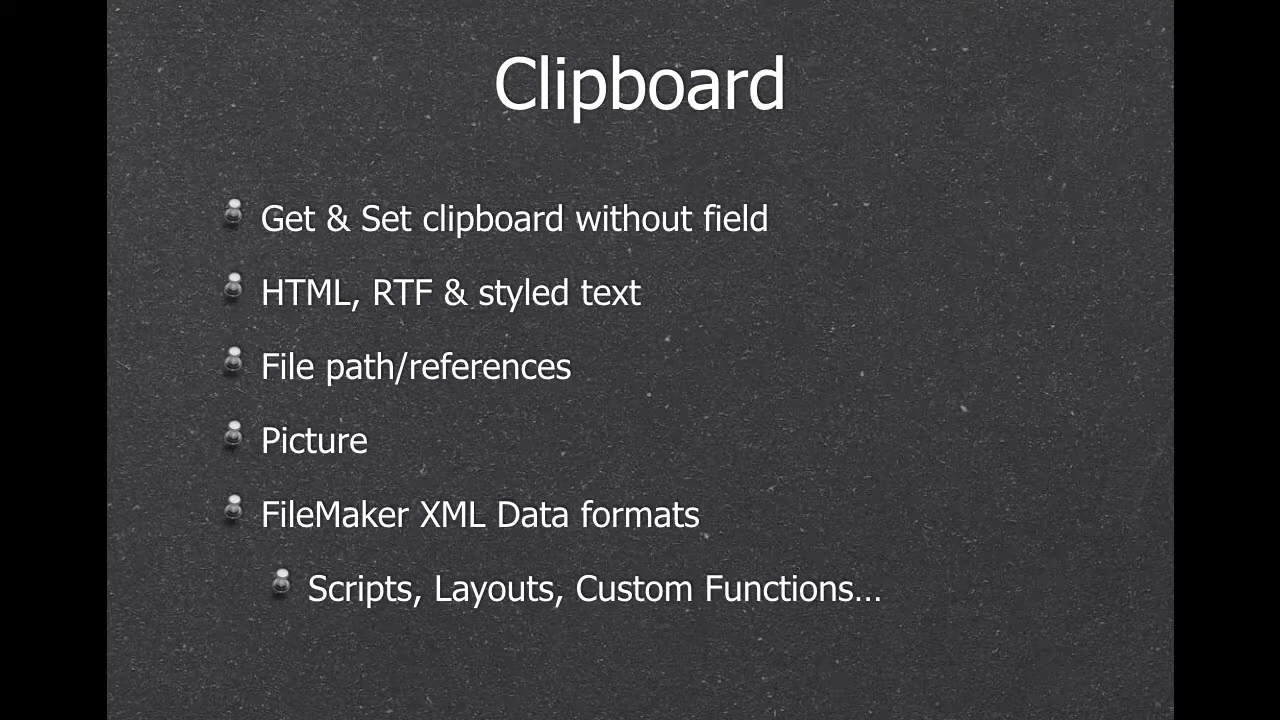 Clipboard
Get & Set clipboard without field
HTML, RTF & styled text
File path/references
Picture
FileMaker XML Data formats
Scripts, Layouts, Custom Functions…